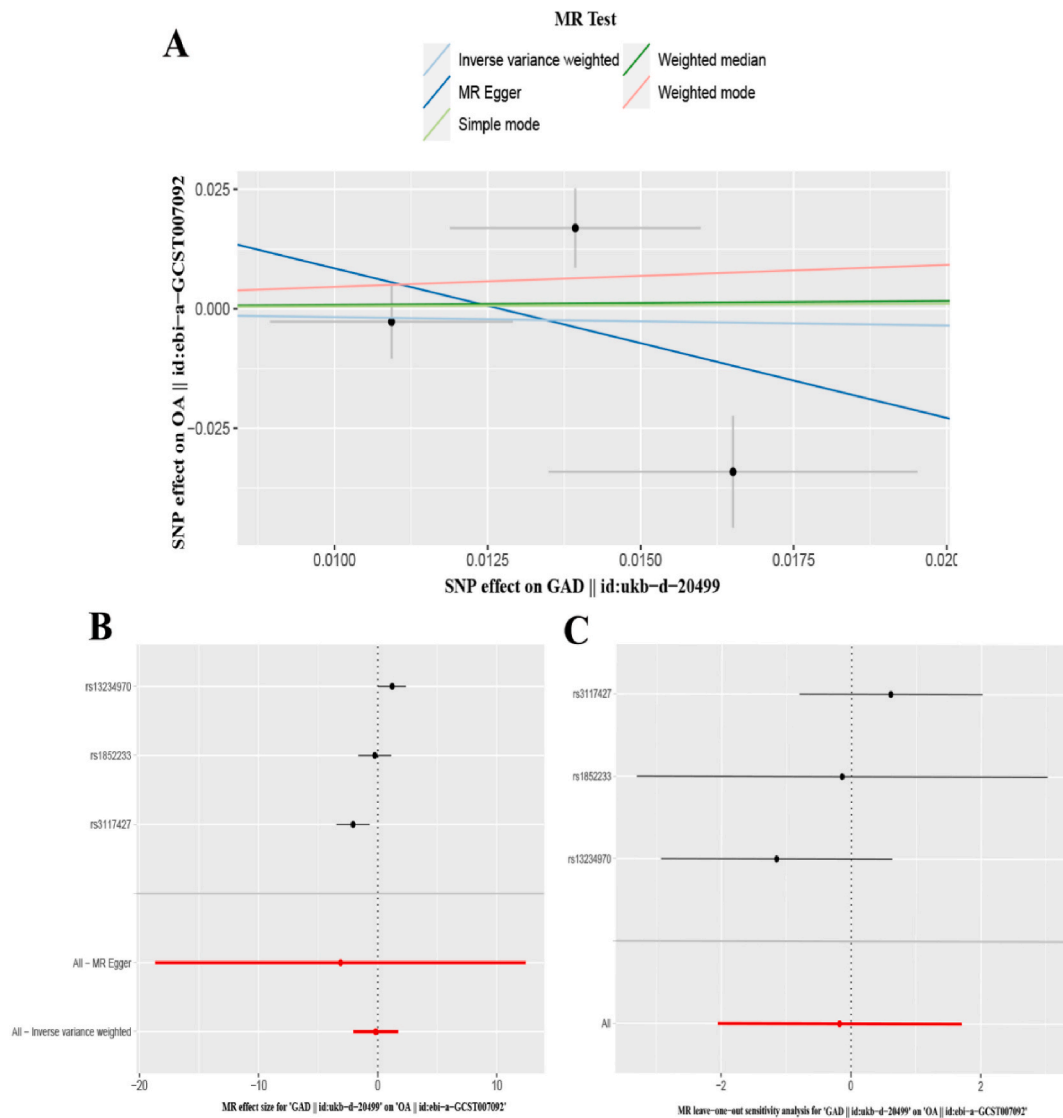 MR Test
A
Inverse variance weighted
Weighted median
MR Egger
Weighted mode
Simple mode
SNP effect on OA || id:ebi-a-GCST007092
0.025
0.000
-0.025
0.0100
0.0125
0.0150
0.0175
0.020
SNP effect on GAD || id:ukb-d-20499
B
rs13234970
rs1852233
rs3117427
All - MR Egger
All - Inverse variance weighted
-20
-10
0
10
MR effect size for 'GAD || id:ukb-d-20499' on 'OA || id:ebi-a-GCST007092'
C
rs3117427
rs1852233
rs13234970
All
-2
0
2
MR leave-one-out sensitivity analysis for 'GAD || id:ukb-d-20499' on 'OA || id:ebi-a-GCST007092'